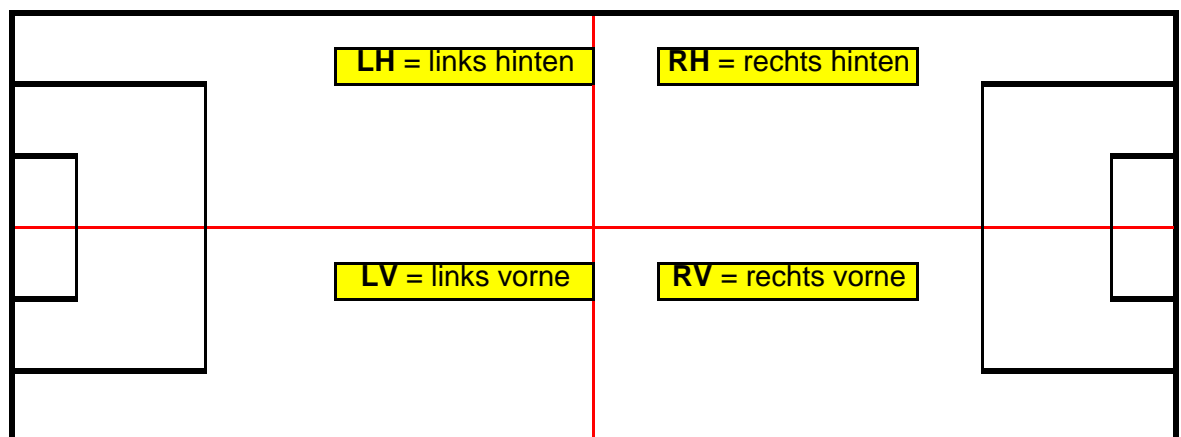 LH = links hinten
RH = rechts hinten
LV = links vorne
RV = rechts vorne